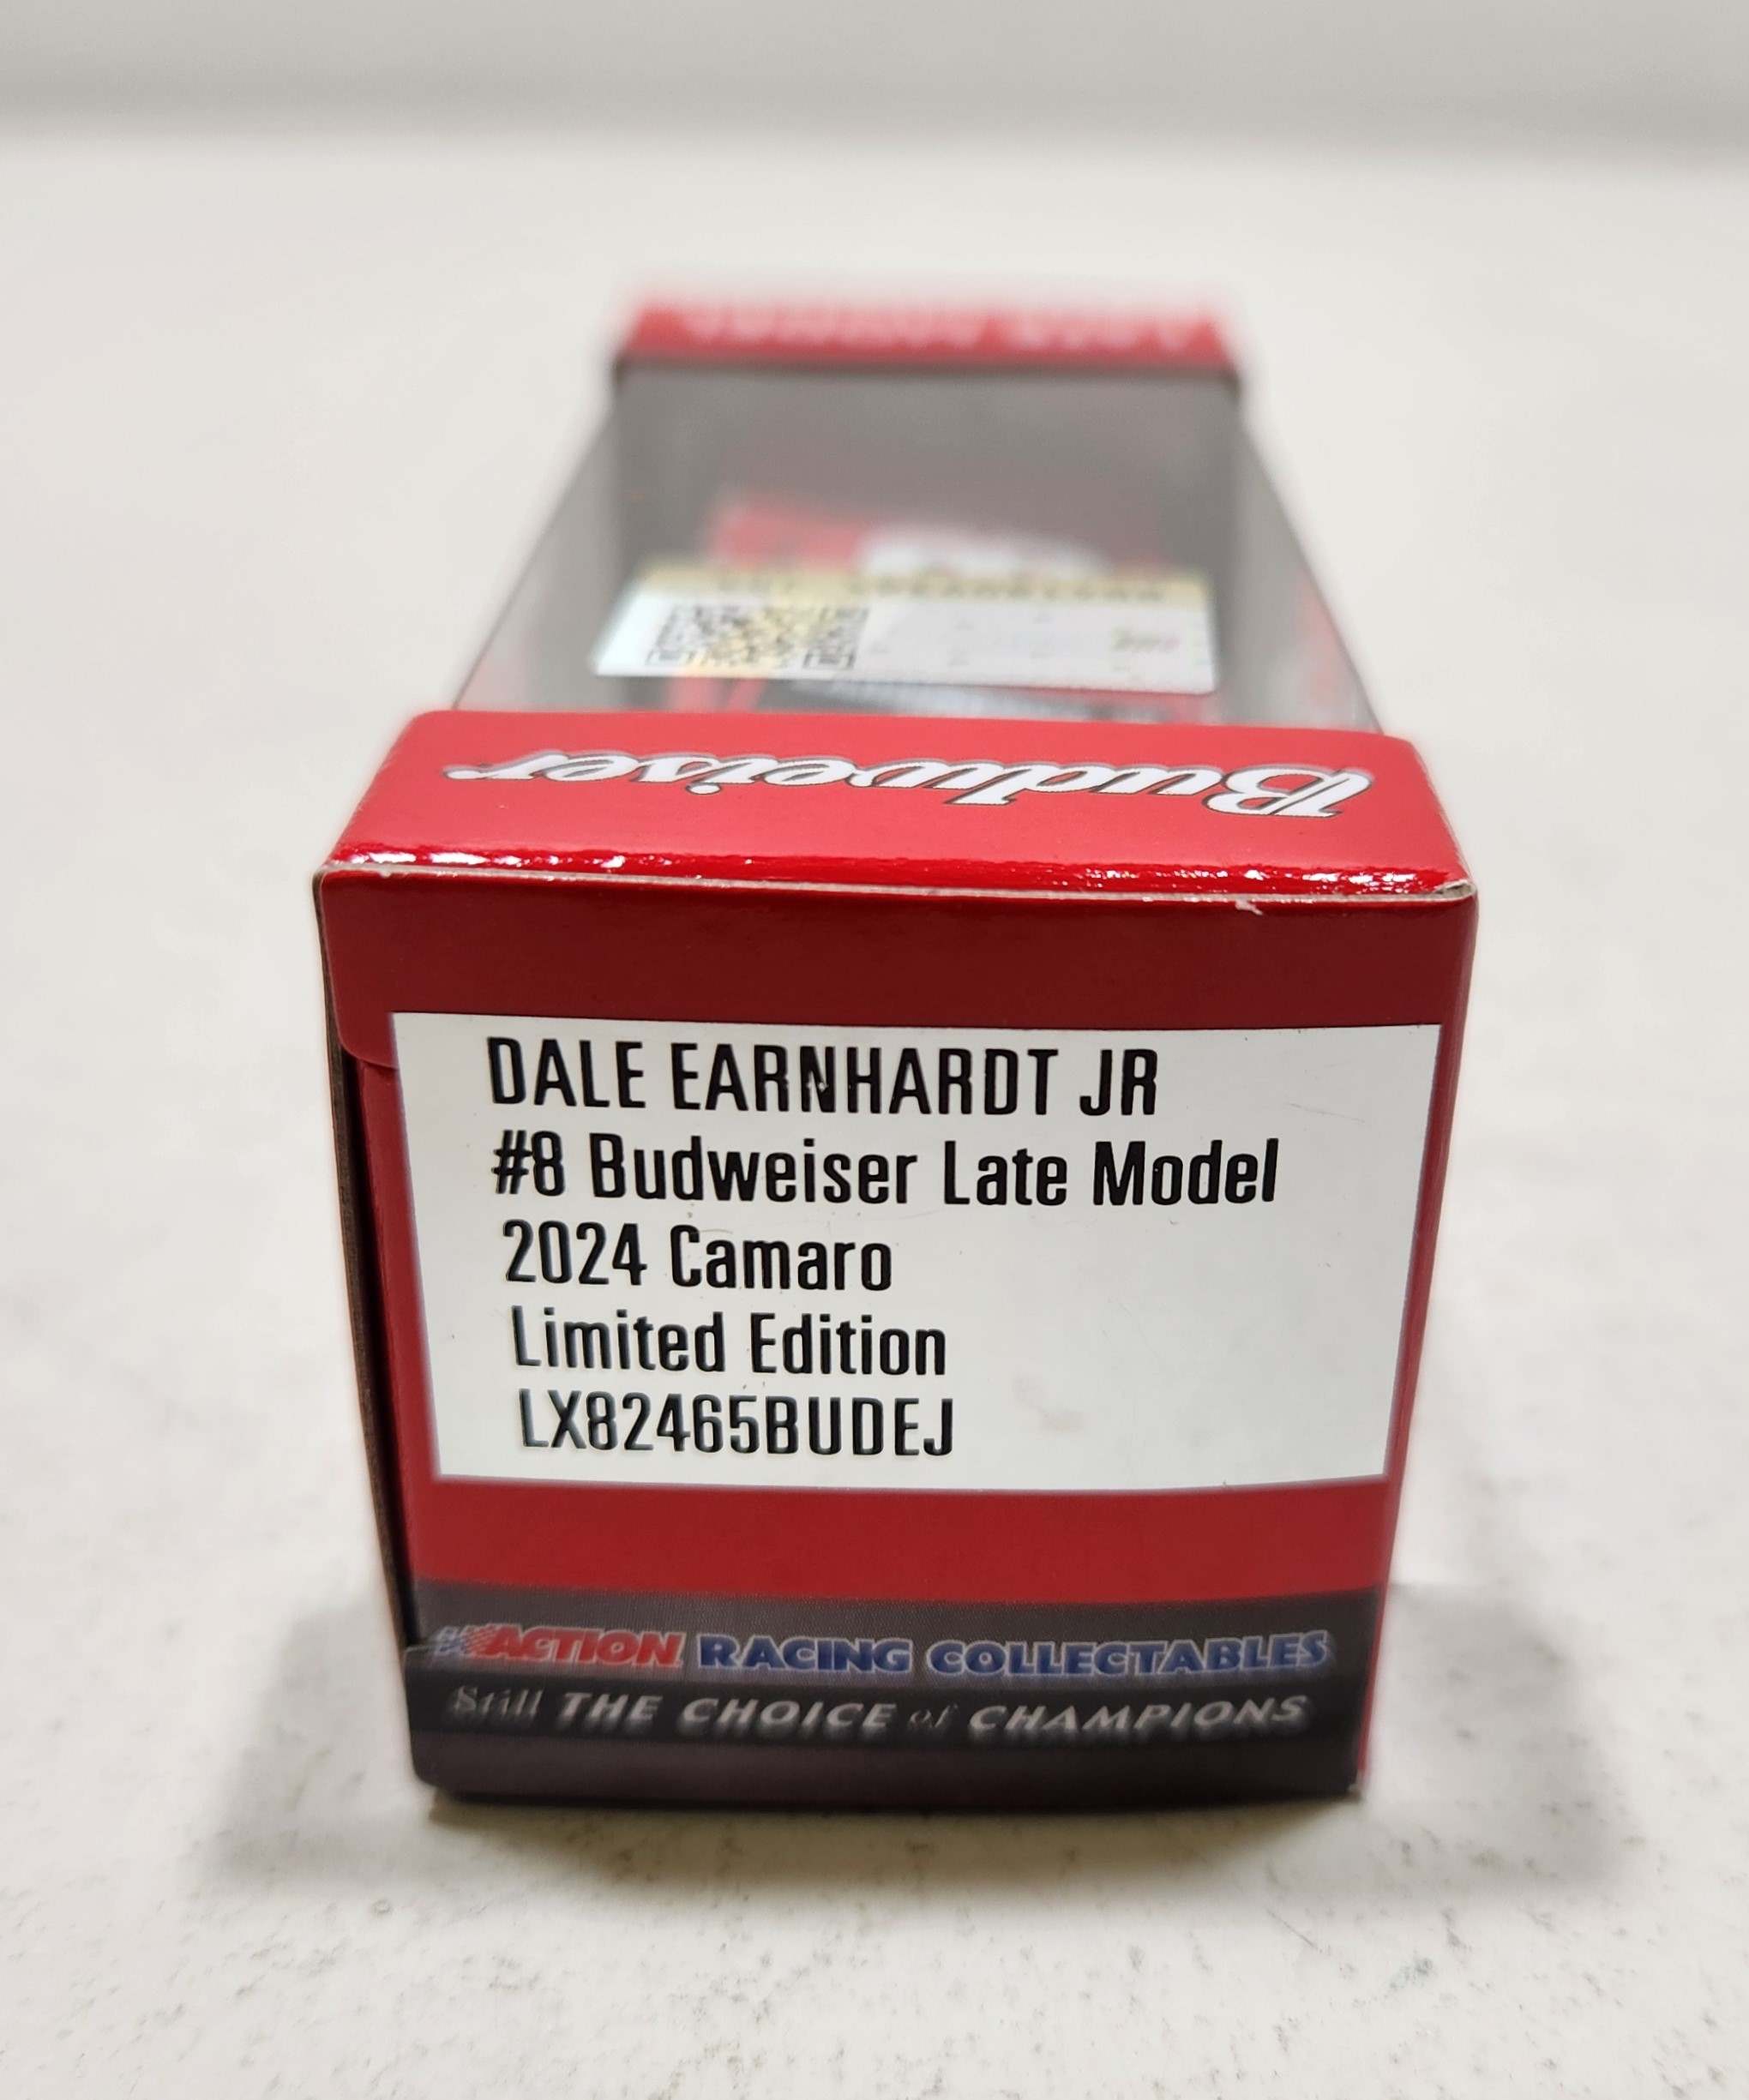 Budweiser
DALE EARNHARDT JR
#8 Budweiser Late Model
2024 Camaro
Limited Edition
LX82465BUDEJ
ACTION RACING COLLECTABLES
Still THE CHOICE of CHAMPIONS